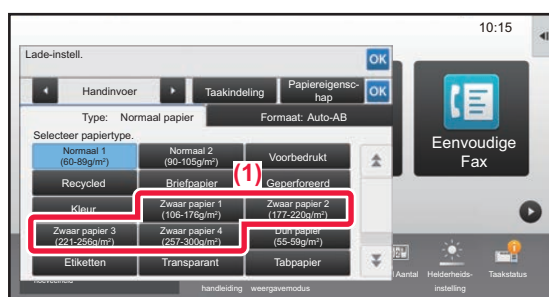 10:15
Lade-instell.
OK
Handinvoer
Taakindeling
Papiereigensc-
hap
OK
Type: Normaal papier
Formaat: Auto-AB
Selecteer papiertype.
Normaal 1
(60-89g/m²)
Normaal 2
(90-105g/m²)
Voorbedrukt
(1)
Recycled
Briefpapier
Geperforeerd
Kleur
Zwaar papier 1
(106-176g/m²)
Zwaar papier 2
(177-220g/m²)
Zwaar papier 3
(221-256g/m²)
Zwaar papier 4
(257-300g/m²)
Dun papier
(55-59g/m²)
Etiketten
Transparant
Tabpapier
Eenvoudige
Fax
Aantal
Helderheids-
instelling
Taakstatus
hoeveelheid
handleiding
weergavemodus